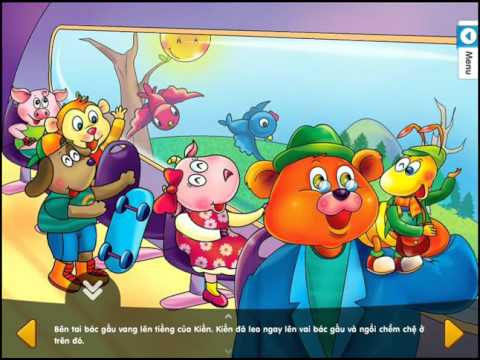 Menu
Bên tai bác gấu vang lên tiếng của Kiến. Kiến đỏ leo ngay lên vai bác gấu và ngồi chễm chệ ở
trên đó.